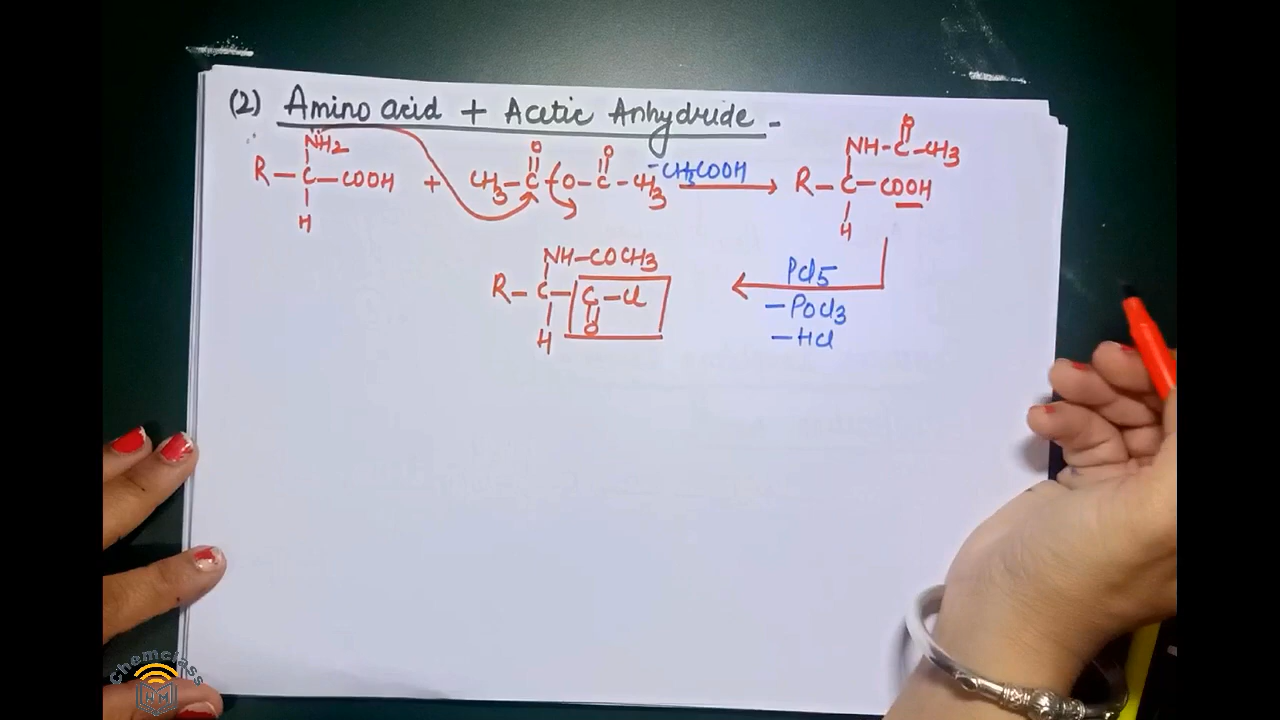 (2) Amino acid + Acetic Anhydride -
NH2 O O -CH3COOH NH-C-CH3
R-C-COOH + CH3-C-O-C-CH3 → R-C-COOH
H H
NH-COCH3
R-C-C-Cl ← PCl5
O -POCl3
H -HCl
Chemclass